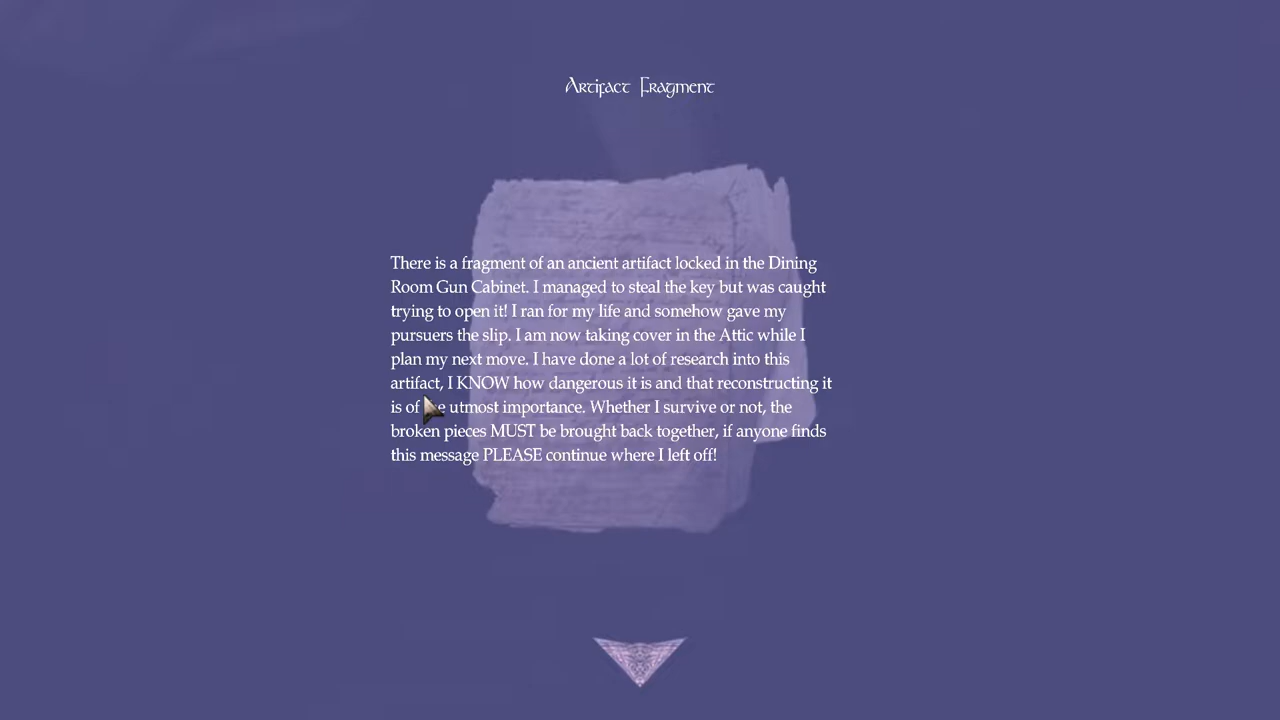 Artifact Fragment
There is a fragment of an ancient artifact locked in the Dining
Room Gun Cabinet. I managed to steal the key but was caught
trying to open it! I ran for my life and somehow gave my
pursuers the slip. I am now taking cover in the Attic while I
plan my next move. I have done a lot of research into this
artifact, I KNOW how dangerous it is and that reconstructing it
is of the utmost importance. Whether I survive or not, the
broken pieces MUST be brought back together, if anyone finds
this message PLEASE continue where I left off!